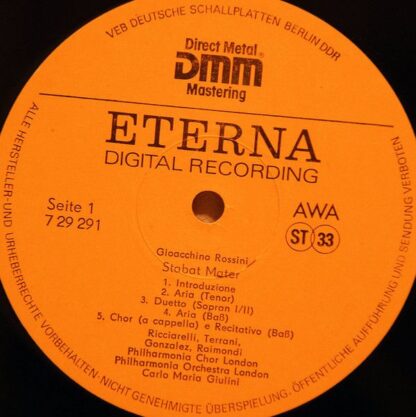 VEB DEUTSCHE SCHALLPLATTEN BERLIN DDR
Direct Metal®
DMM
Mastering
ETERNA
DIGITAL RECORDING
Seite 1
7 29 291
AWA
ST 33
Gioacchino Rossini
Stabat Mater
1. Introduzione
2. Aria (Tenor)
3. Duetto (Sopran I/II)
4. Aria (Baß)
5. Chor (a cappella) e Recitativo (Baß)
Ricciarelli, Terrani,
Gonzalez, Raimondi
Philharmonia Chor London
Philharmonia Orchestra London
Carlo Maria Giulini
ALLE HERSTELLER-UND URHEBERRECHTE VORBEHALTEN·NICHT GENEHMIGTE ÜBERSPIELUNG·ÖFFENTLICHE AUFFÜHRUNG UND SENDUNG VERBOTEN